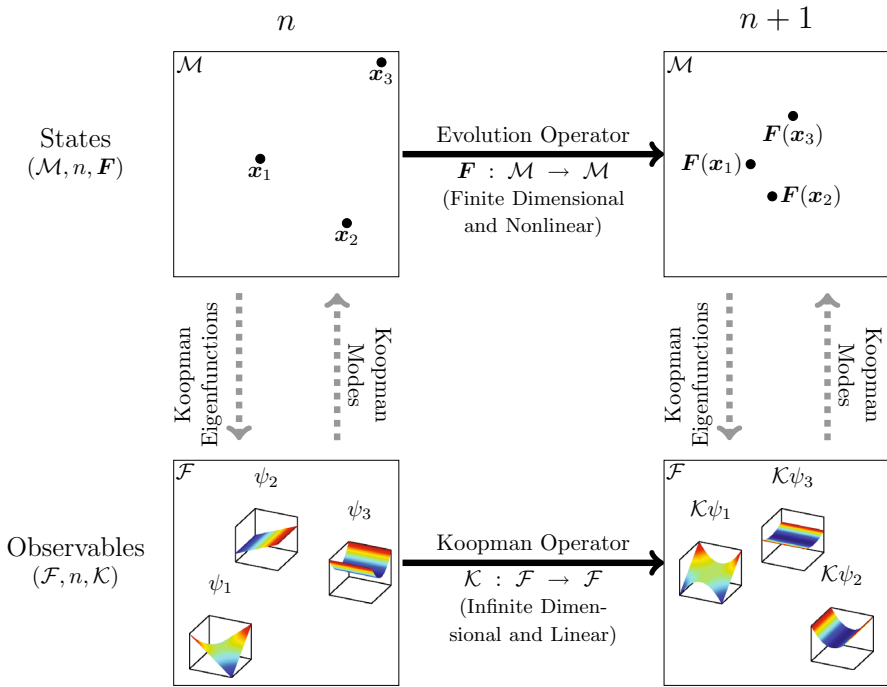 n
n + 1
ℳ
𝒙₃
𝒙₁
𝒙₂
States
(ℳ, n, 𝑭)
Evolution Operator
𝑭 : ℳ → ℳ
(Finite Dimensional
and Nonlinear)
ℳ
𝑭(𝒙₃)
𝑭(𝒙₁)
𝑭(𝒙₂)
Koopman
Eigenfunctions
Koopman
Modes
Koopman
Eigenfunctions
Koopman
Modes
ℱ
ψ₂
ψ₃
ψ₁
Observables
(ℱ, n, 𝒦)
Koopman Operator
𝒦 : ℱ → ℱ
(Infinite Dimen-
sional and Linear)
ℱ
𝒦ψ₃
𝒦ψ₁
𝒦ψ₂